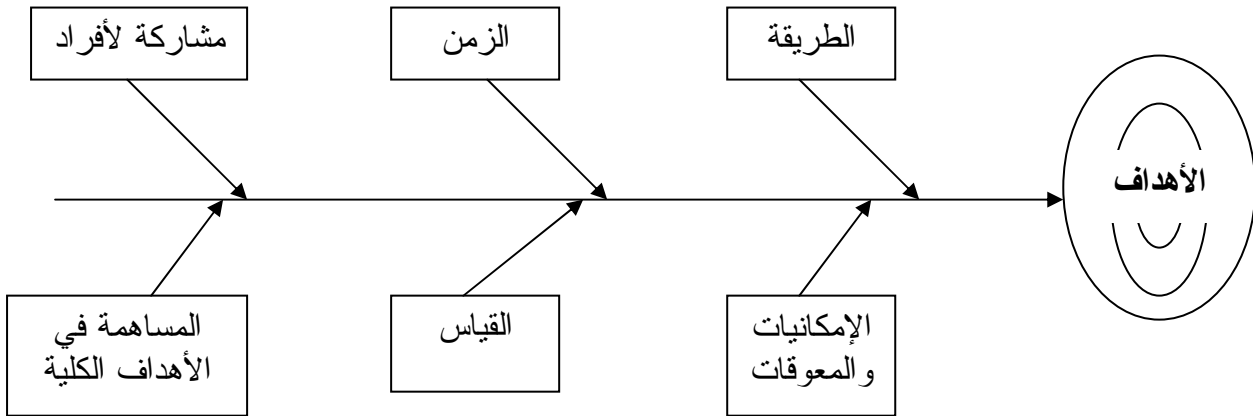 الطريقة
الزمن
مشاركة لأفراد
الأهداف
الإمكانيات
والمعوقات
القياس
المساهمة في
الأهداف الكلية